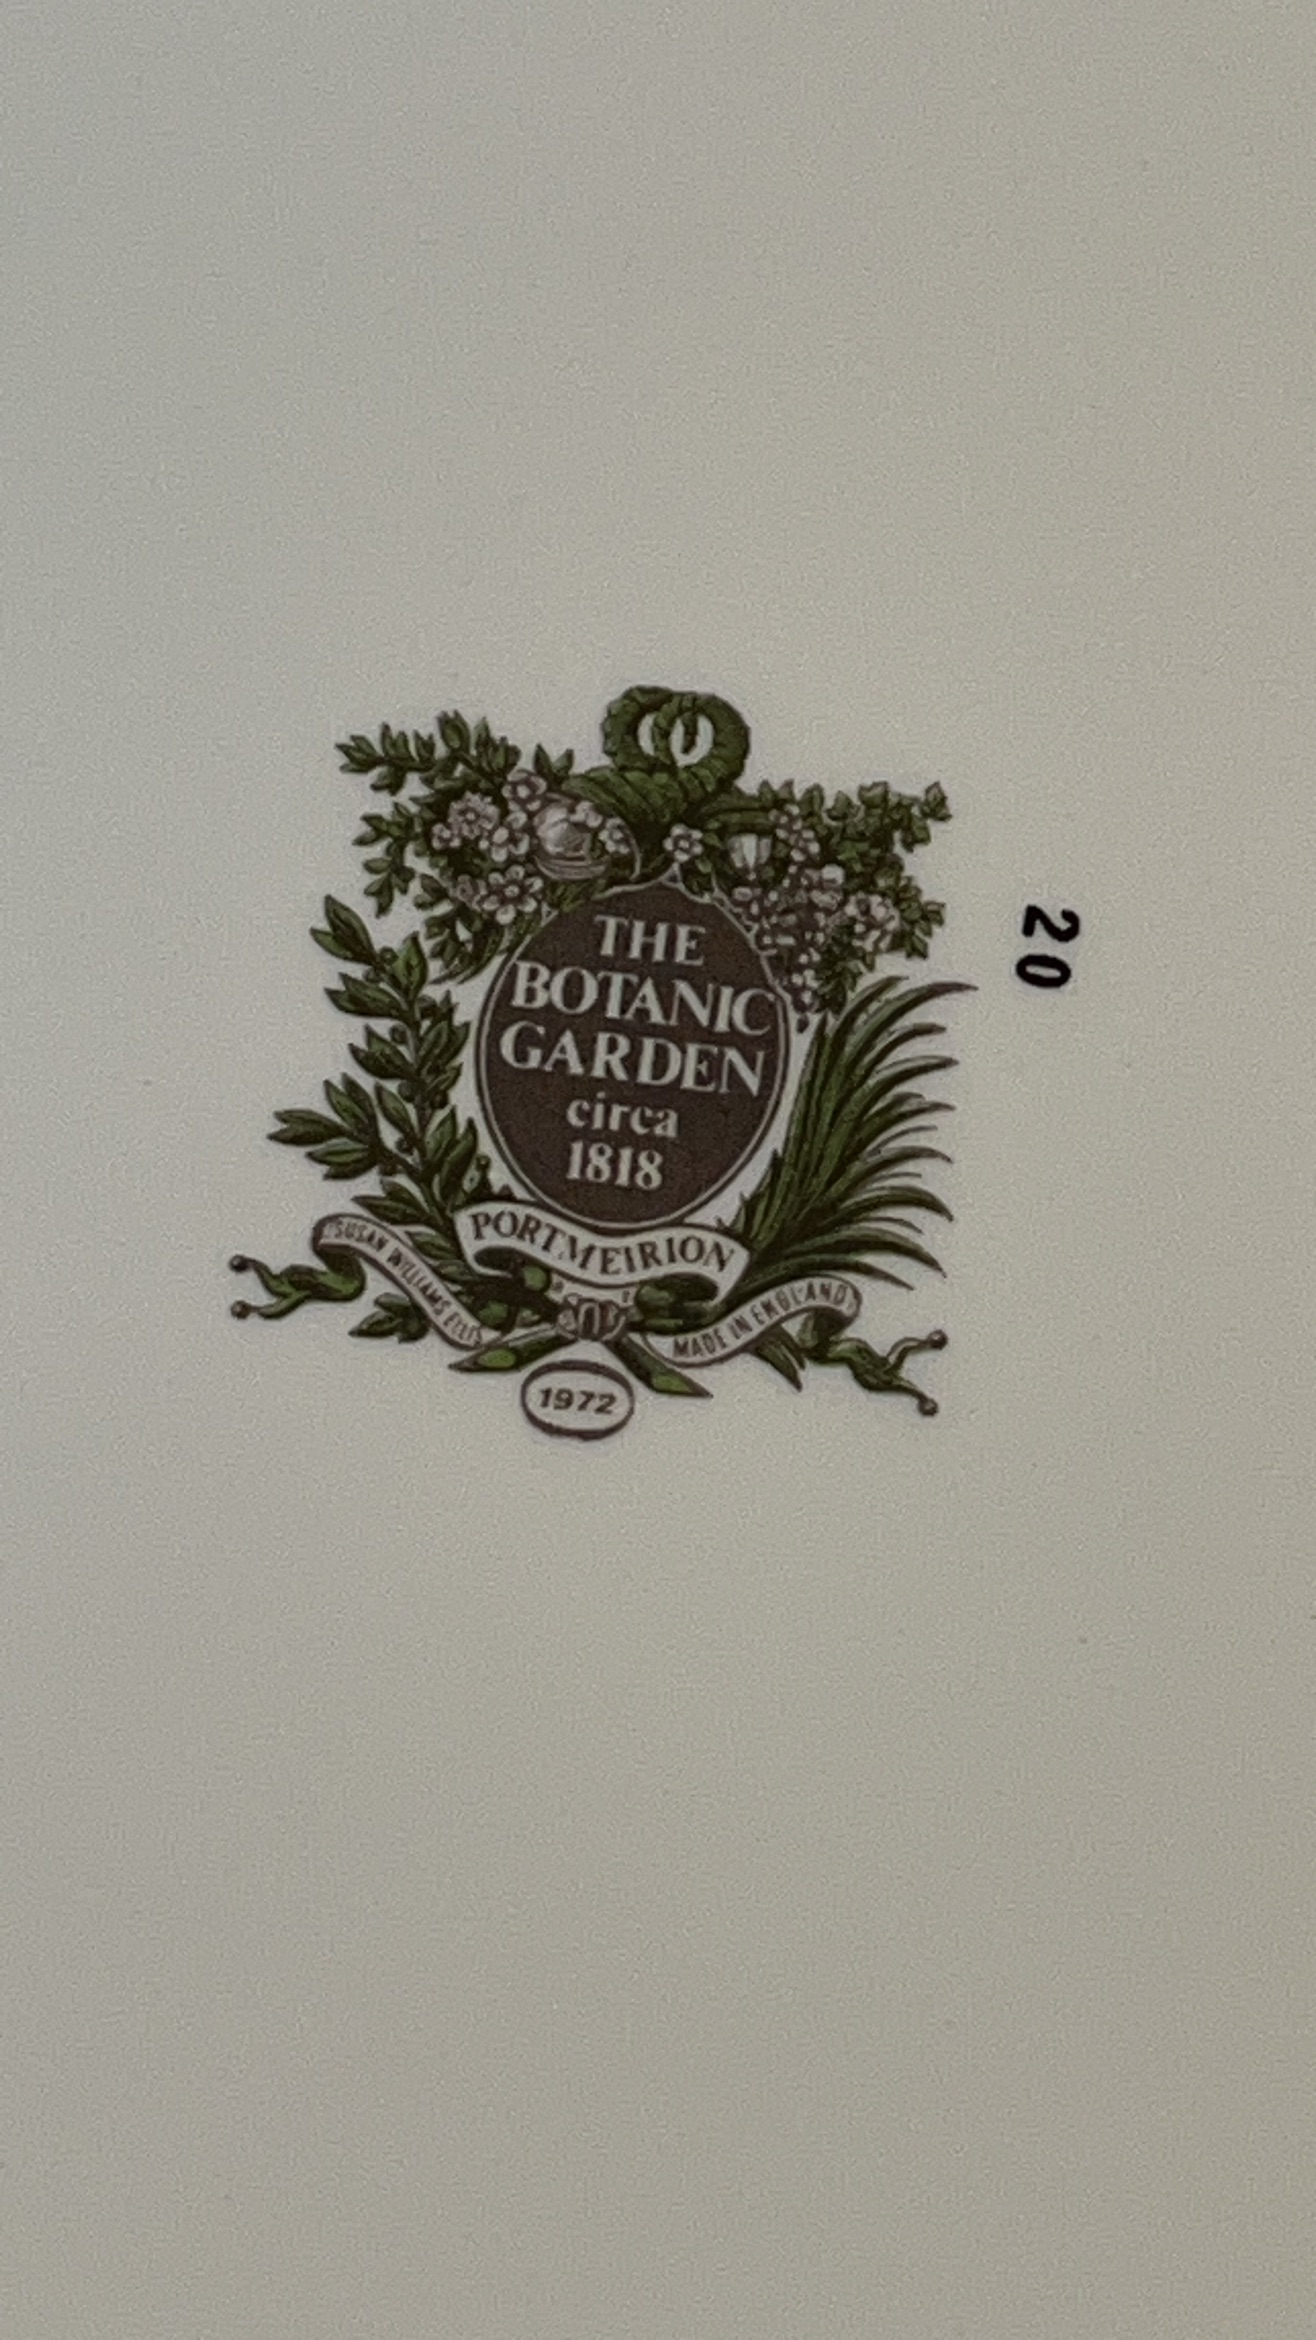 THE
BOTANIC
GARDEN
circa
1818
PORTMEIRION
SUSAN WILLIAMS ELLIS
MADE IN ENGLAND
1972
20